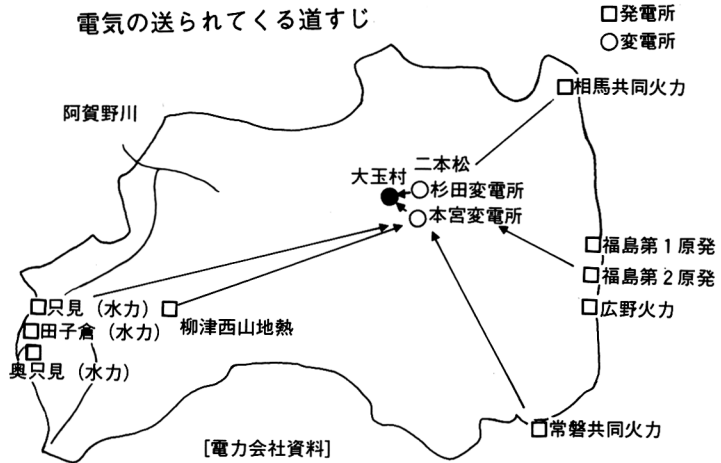 電気の送られてくる道すじ
発電所
変電所
相馬共同火力
阿賀野川
二本松
大玉村
杉田変電所
本宮変電所
福島第1原発
福島第2原発
広野火力
只見(水力)
柳津西山地熱
田子倉(水力)
奥只見(水力)
常磐共同火力
[電力会社資料]